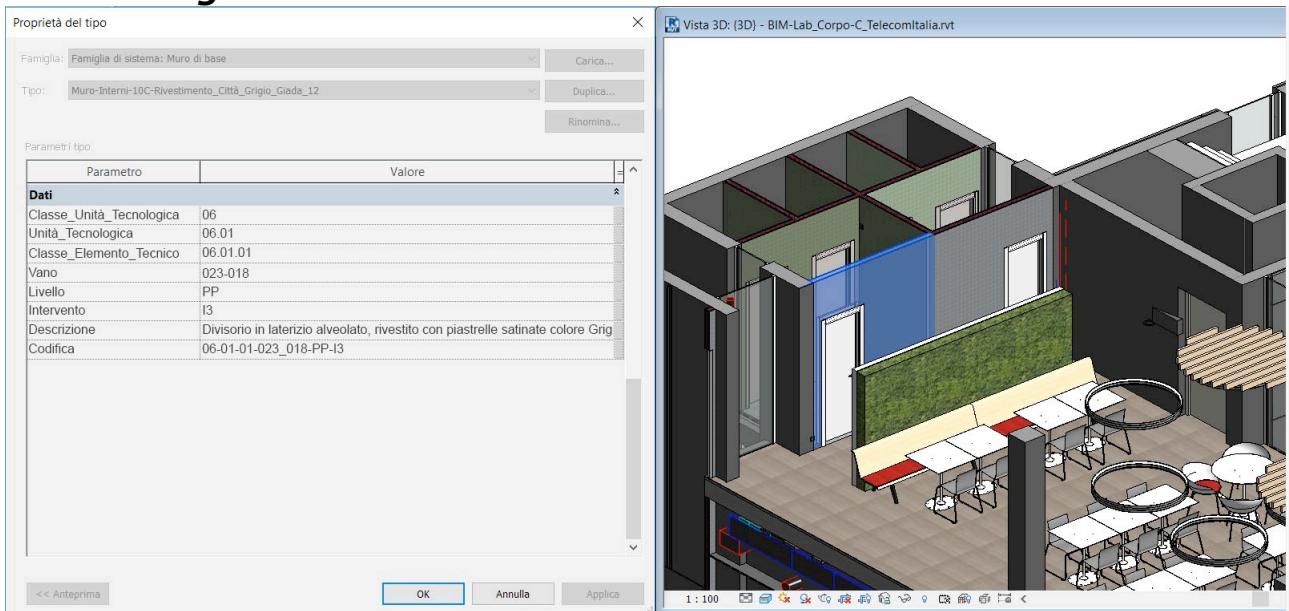 Proprietà del tipo
Famiglia: Famiglia di sistema: Muro di base Carica...
Tipo: Muro-Interni-10C-Rivestimento_Città_Grigio_Giada_12 Duplica...
Rinomina...
Parametri tipo
Parametro Valore =
Dati
Classe_Unità_Tecnologica 06
Unità_Tecnologica 06.01
Classe_Elemento_Tecnico 06.01.01
Vano 023-018
Livello PP
Intervento I3
Descrizione Divisorio in laterizio alveolato, rivestito con piastrelle satinate colore Grig
Codifica 06-01-01-023_018-PP-I3
<< Anteprima OK Annulla Applica
Vista 3D: {3D} - BIM-Lab_Corpo-C_TelecomItalia.rvt
1 : 100